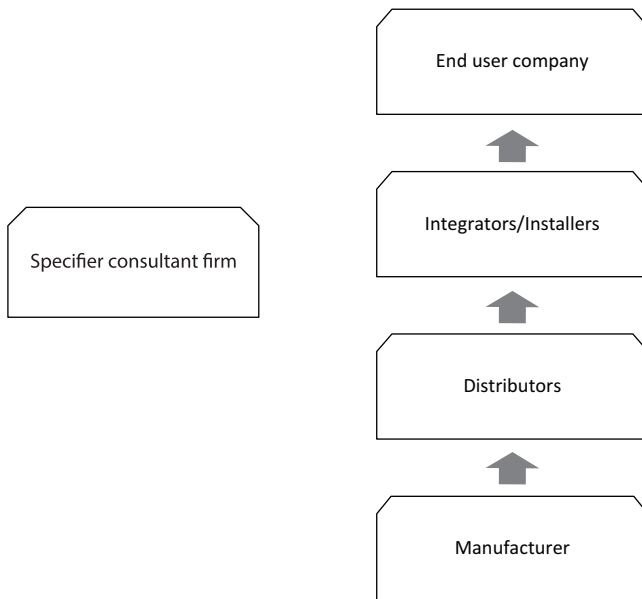 End user company
Integrators/Installers
Specifier consultant firm
Distributors
Manufacturer